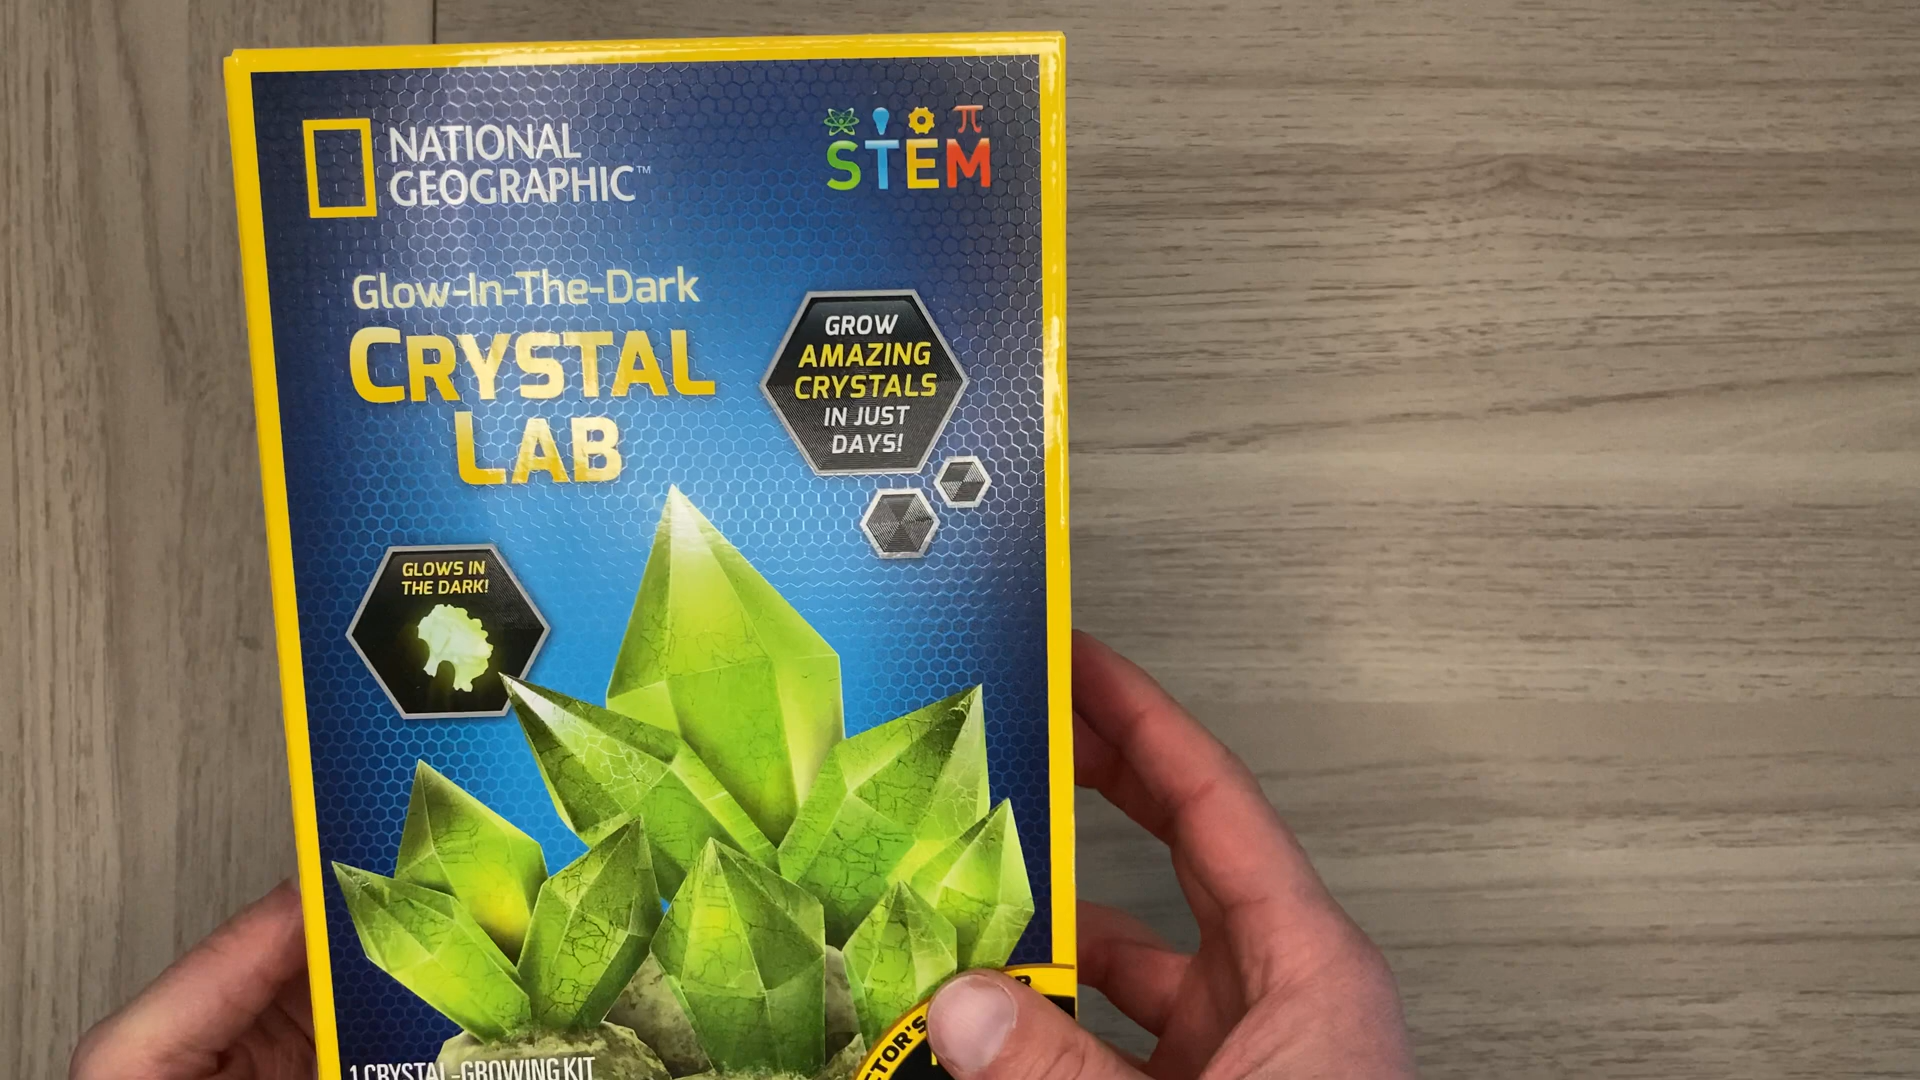 NATIONAL
GEOGRAPHIC™
STEM
Glow-In-The-Dark
CRYSTAL
LAB
GROW
AMAZING
CRYSTALS
IN JUST
DAYS!
GLOWS IN
THE DARK!
1 CRYSTAL-GROWING KIT